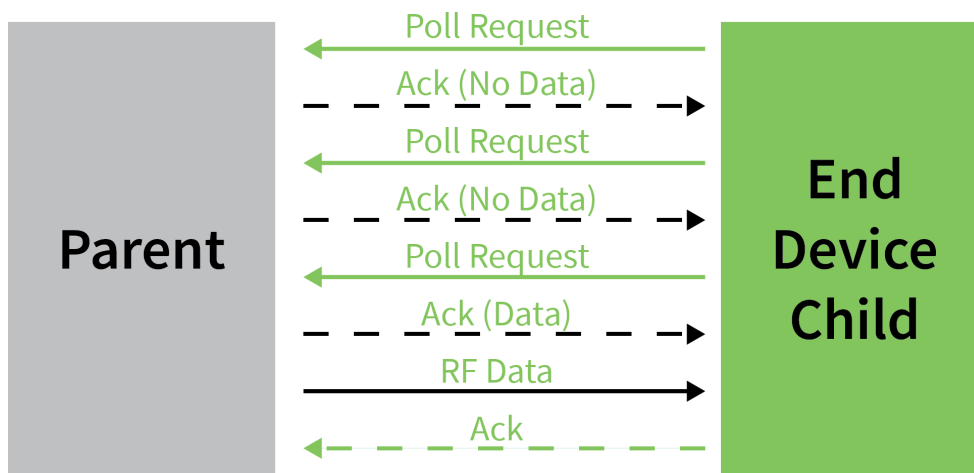 Parent
Poll Request
Ack (No Data)
Poll Request
Ack (No Data)
Poll Request
Ack (Data)
RF Data
Ack
End
Device
Child